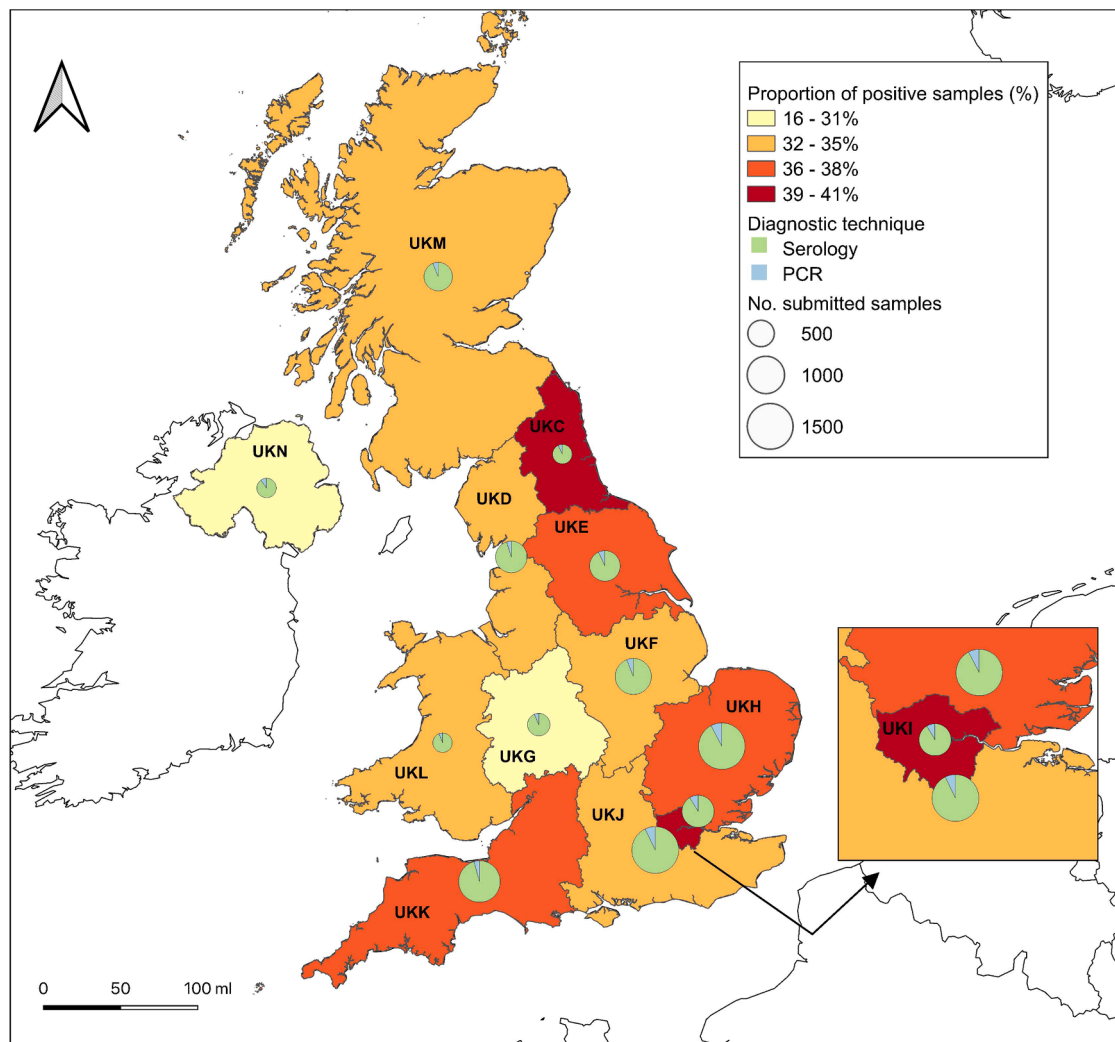 Proportion of positive samples (%)
16 - 31%
32 - 35%
36 - 38%
39 - 41%
Diagnostic technique
Serology
PCR
No. submitted samples
500
1000
1500
UKM
UKC
UKN
UKD
UKE
UKF
UKH
UKG
UKL
UKJ
UKI
UKK
0 50 100 ml